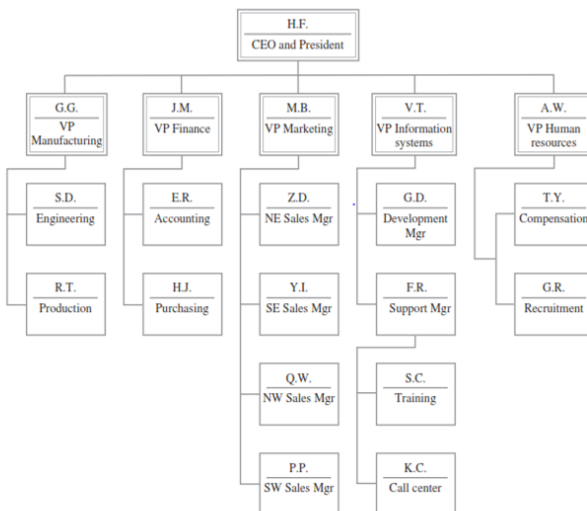 H.F.
CEO and President
G.G.
VP
Manufacturing
J.M.
VP Finance
M.B.
VP Marketing
V.T.
VP Information
systems
A.W.
VP Human
resources
S.D.
Engineering
E.R.
Accounting
Z.D.
NE Sales Mgr
G.D.
Development
Mgr
T.Y.
Compensation
R.T.
Production
H.J.
Purchasing
Y.I.
SE Sales Mgr
F.R.
Support Mgr
G.R.
Recruitment
Q.W.
NW Sales Mgr
S.C.
Training
P.P.
SW Sales Mgr
K.C.
Call center